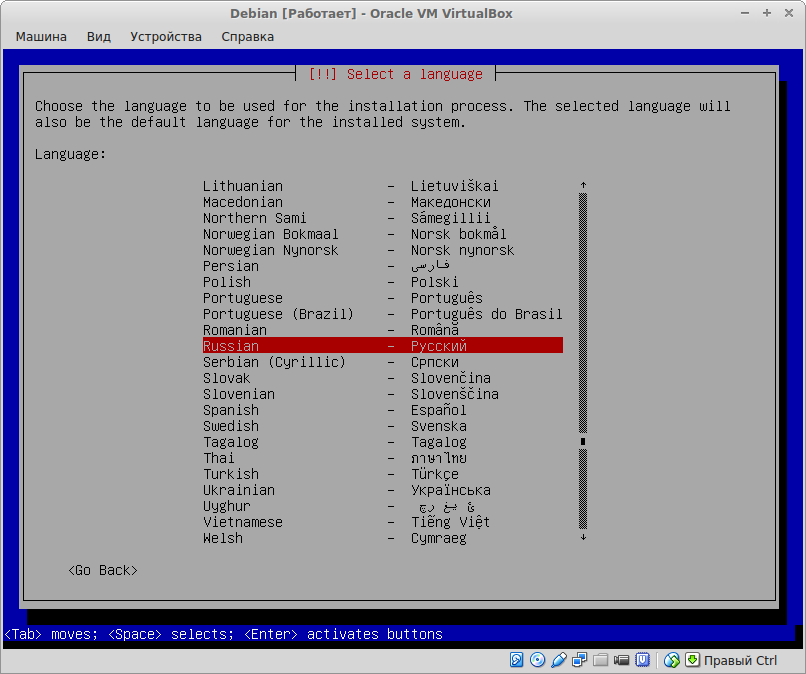 Debian [Работает] - Oracle VM VirtualBox
Машина Вид Устройства Справка
[!!] Select a language
Choose the language to be used for the installation process. The selected language will
also be the default language for the installed system.
Language:
Lithuanian - Lietuviškai
Macedonian - Македонски
Northern Sami - Sámegillii
Norwegian Bokmaal - Norsk bokmål
Norwegian Nynorsk - Norsk nynorsk
Persian - فارسی
Polish - Polski
Portuguese - Português
Portuguese (Brazil) - Português do Brasil
Romanian - Română
Russian - Русский
Serbian (Cyrillic) - Српски
Slovak - Slovenčina
Slovenian - Slovenščina
Spanish - Español
Swedish - Svenska
Tagalog - Tagalog
Thai - ภาษาไทย
Turkish - Türkçe
Ukrainian - Українська
Uyghur -
Vietnamese - Tiếng Việt
Welsh - Cymraeg
<Go Back>
<Tab> moves; <Space> selects; <Enter> activates buttons
Правый Ctrl